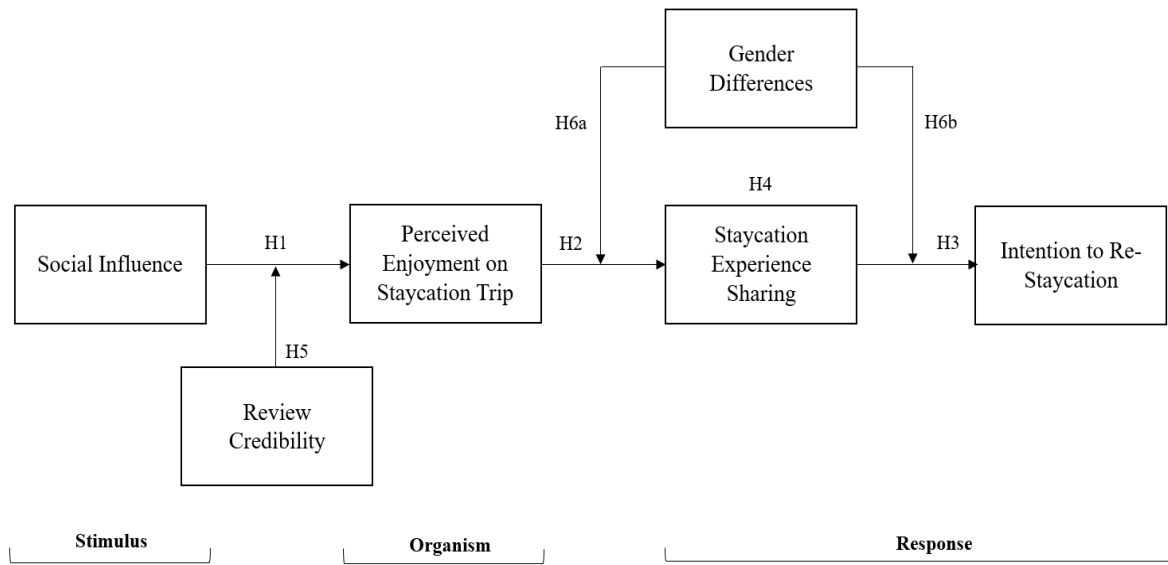 Gender
Differences
H6a
H6b
H4
Social Influence
H1
Perceived
Enjoyment on
Staycation Trip
H2
Staycation
Experience
Sharing
H3
Intention to Re-
Staycation
H5
Review
Credibility
Stimulus
Organism
Response